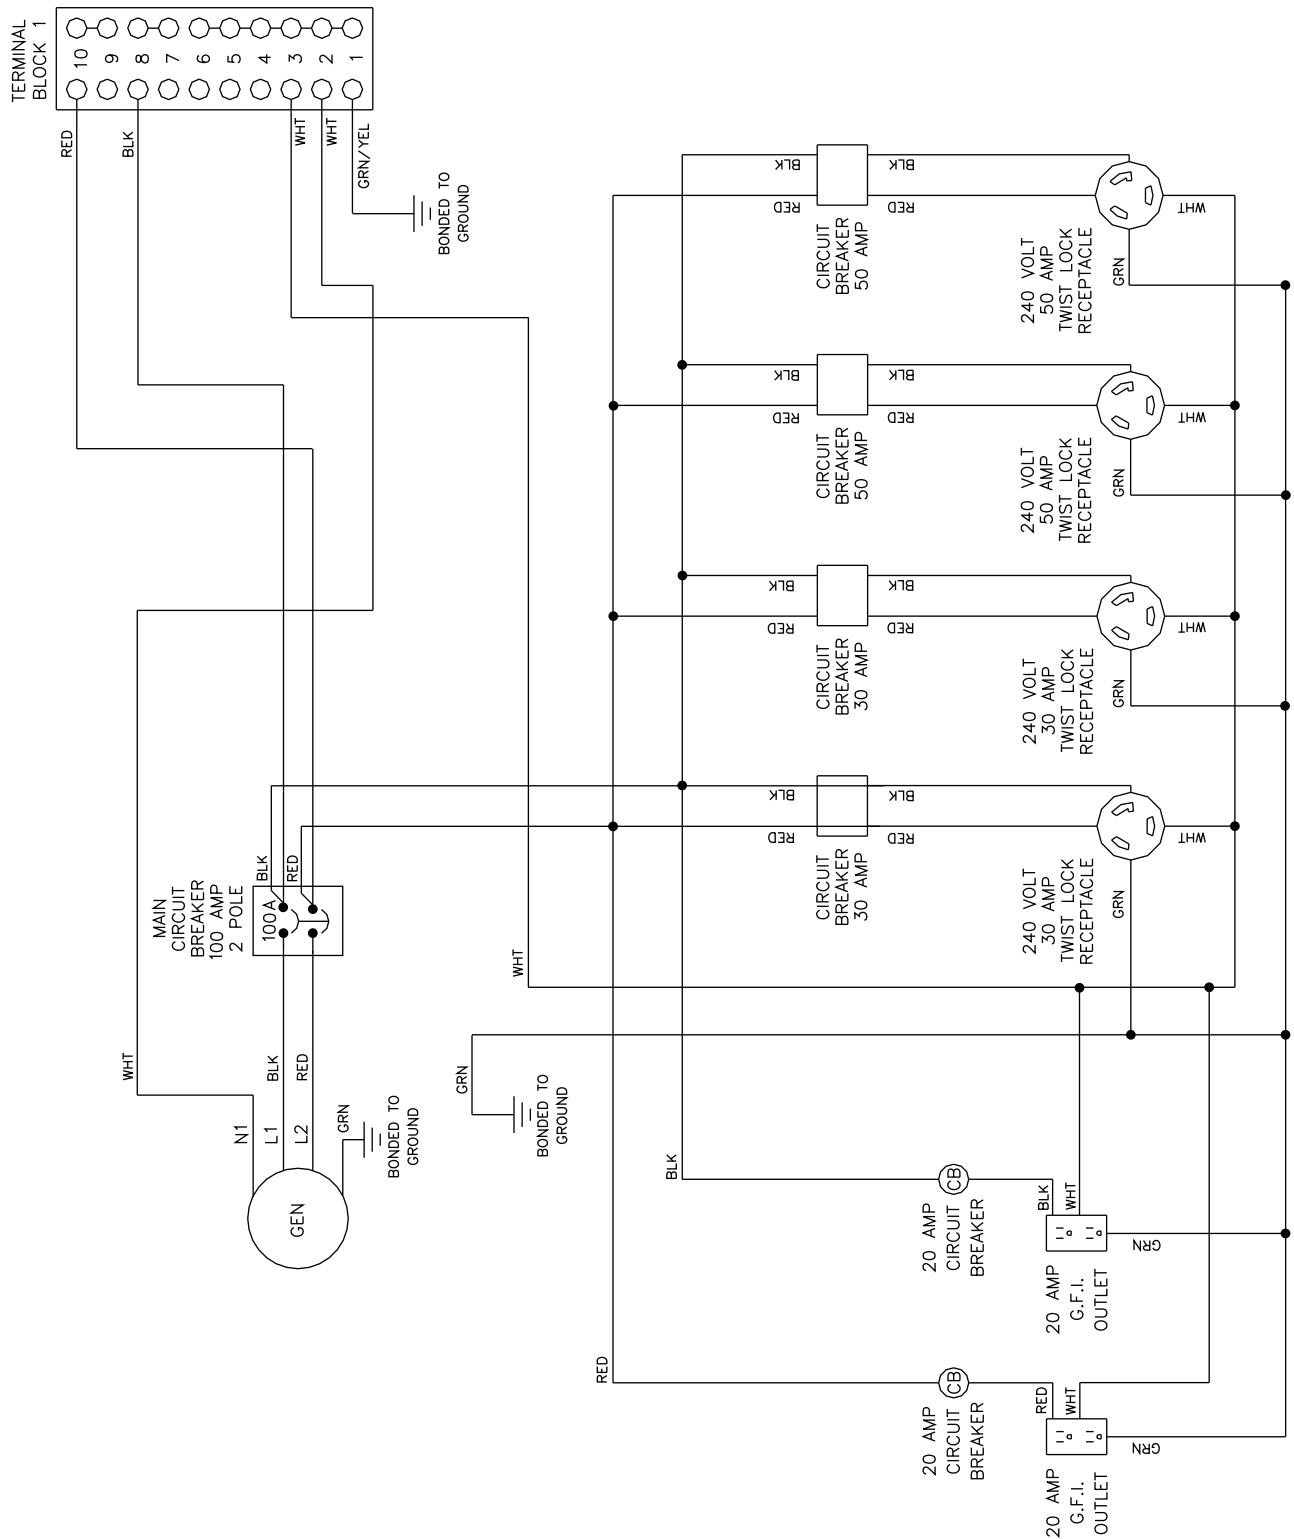 TERMINAL
BLOCK 1
10
9
8
7
6
5
4
3
2
1
RED
BLK
WHT
WHT
GRN/YEL
BONDED TO
GROUND
BLK
BLK
RED
RED
CIRCUIT
BREAKER
50 AMP
240 VOLT
50 AMP
TWIST LOCK
RECEPTACLE
WHT
GRN
BLK
BLK
RED
RED
CIRCUIT
BREAKER
50 AMP
240 VOLT
50 AMP
TWIST LOCK
RECEPTACLE
WHT
GRN
BLK
BLK
RED
RED
CIRCUIT
BREAKER
30 AMP
240 VOLT
30 AMP
TWIST LOCK
RECEPTACLE
WHT
GRN
BLK
BLK
RED
RED
CIRCUIT
BREAKER
30 AMP
240 VOLT
30 AMP
TWIST LOCK
RECEPTACLE
WHT
GRN
MAIN
CIRCUIT
BREAKER
100 AMP
2 POLE
BLK
RED
100A
WHT
WHT
BLK
RED
N1
L1
L2
GRN
BONDED TO
GROUND
GEN
GRN
BONDED TO
GROUND
BLK
CB
20 AMP
CIRCUIT
BREAKER
BLK
WHT
GRN
20 AMP
G.F.I.
OUTLET
RED
CB
20 AMP
CIRCUIT
BREAKER
RED
WHT
GRN
20 AMP
G.F.I.
OUTLET